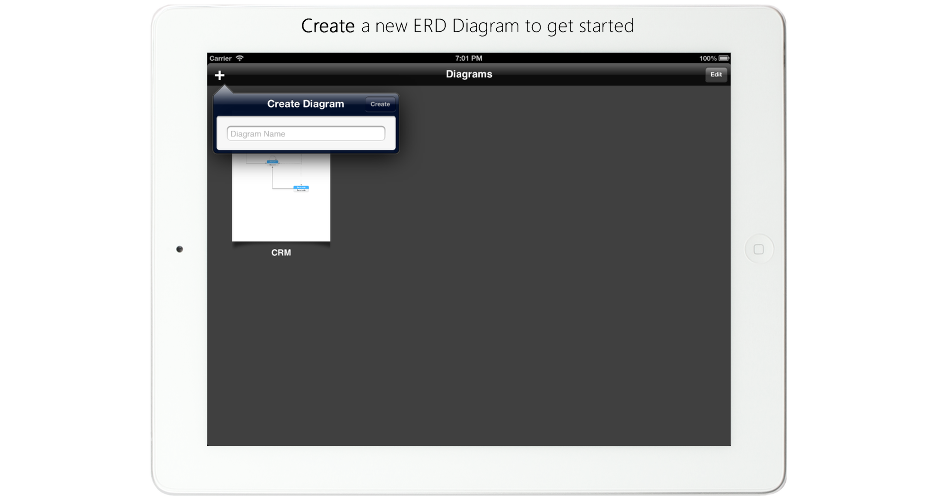 Create a new ERD Diagram to get started
Carrier 7:01 PM 100%
+ Diagrams Edit
Create Diagram Create
Diagram Name
CRM